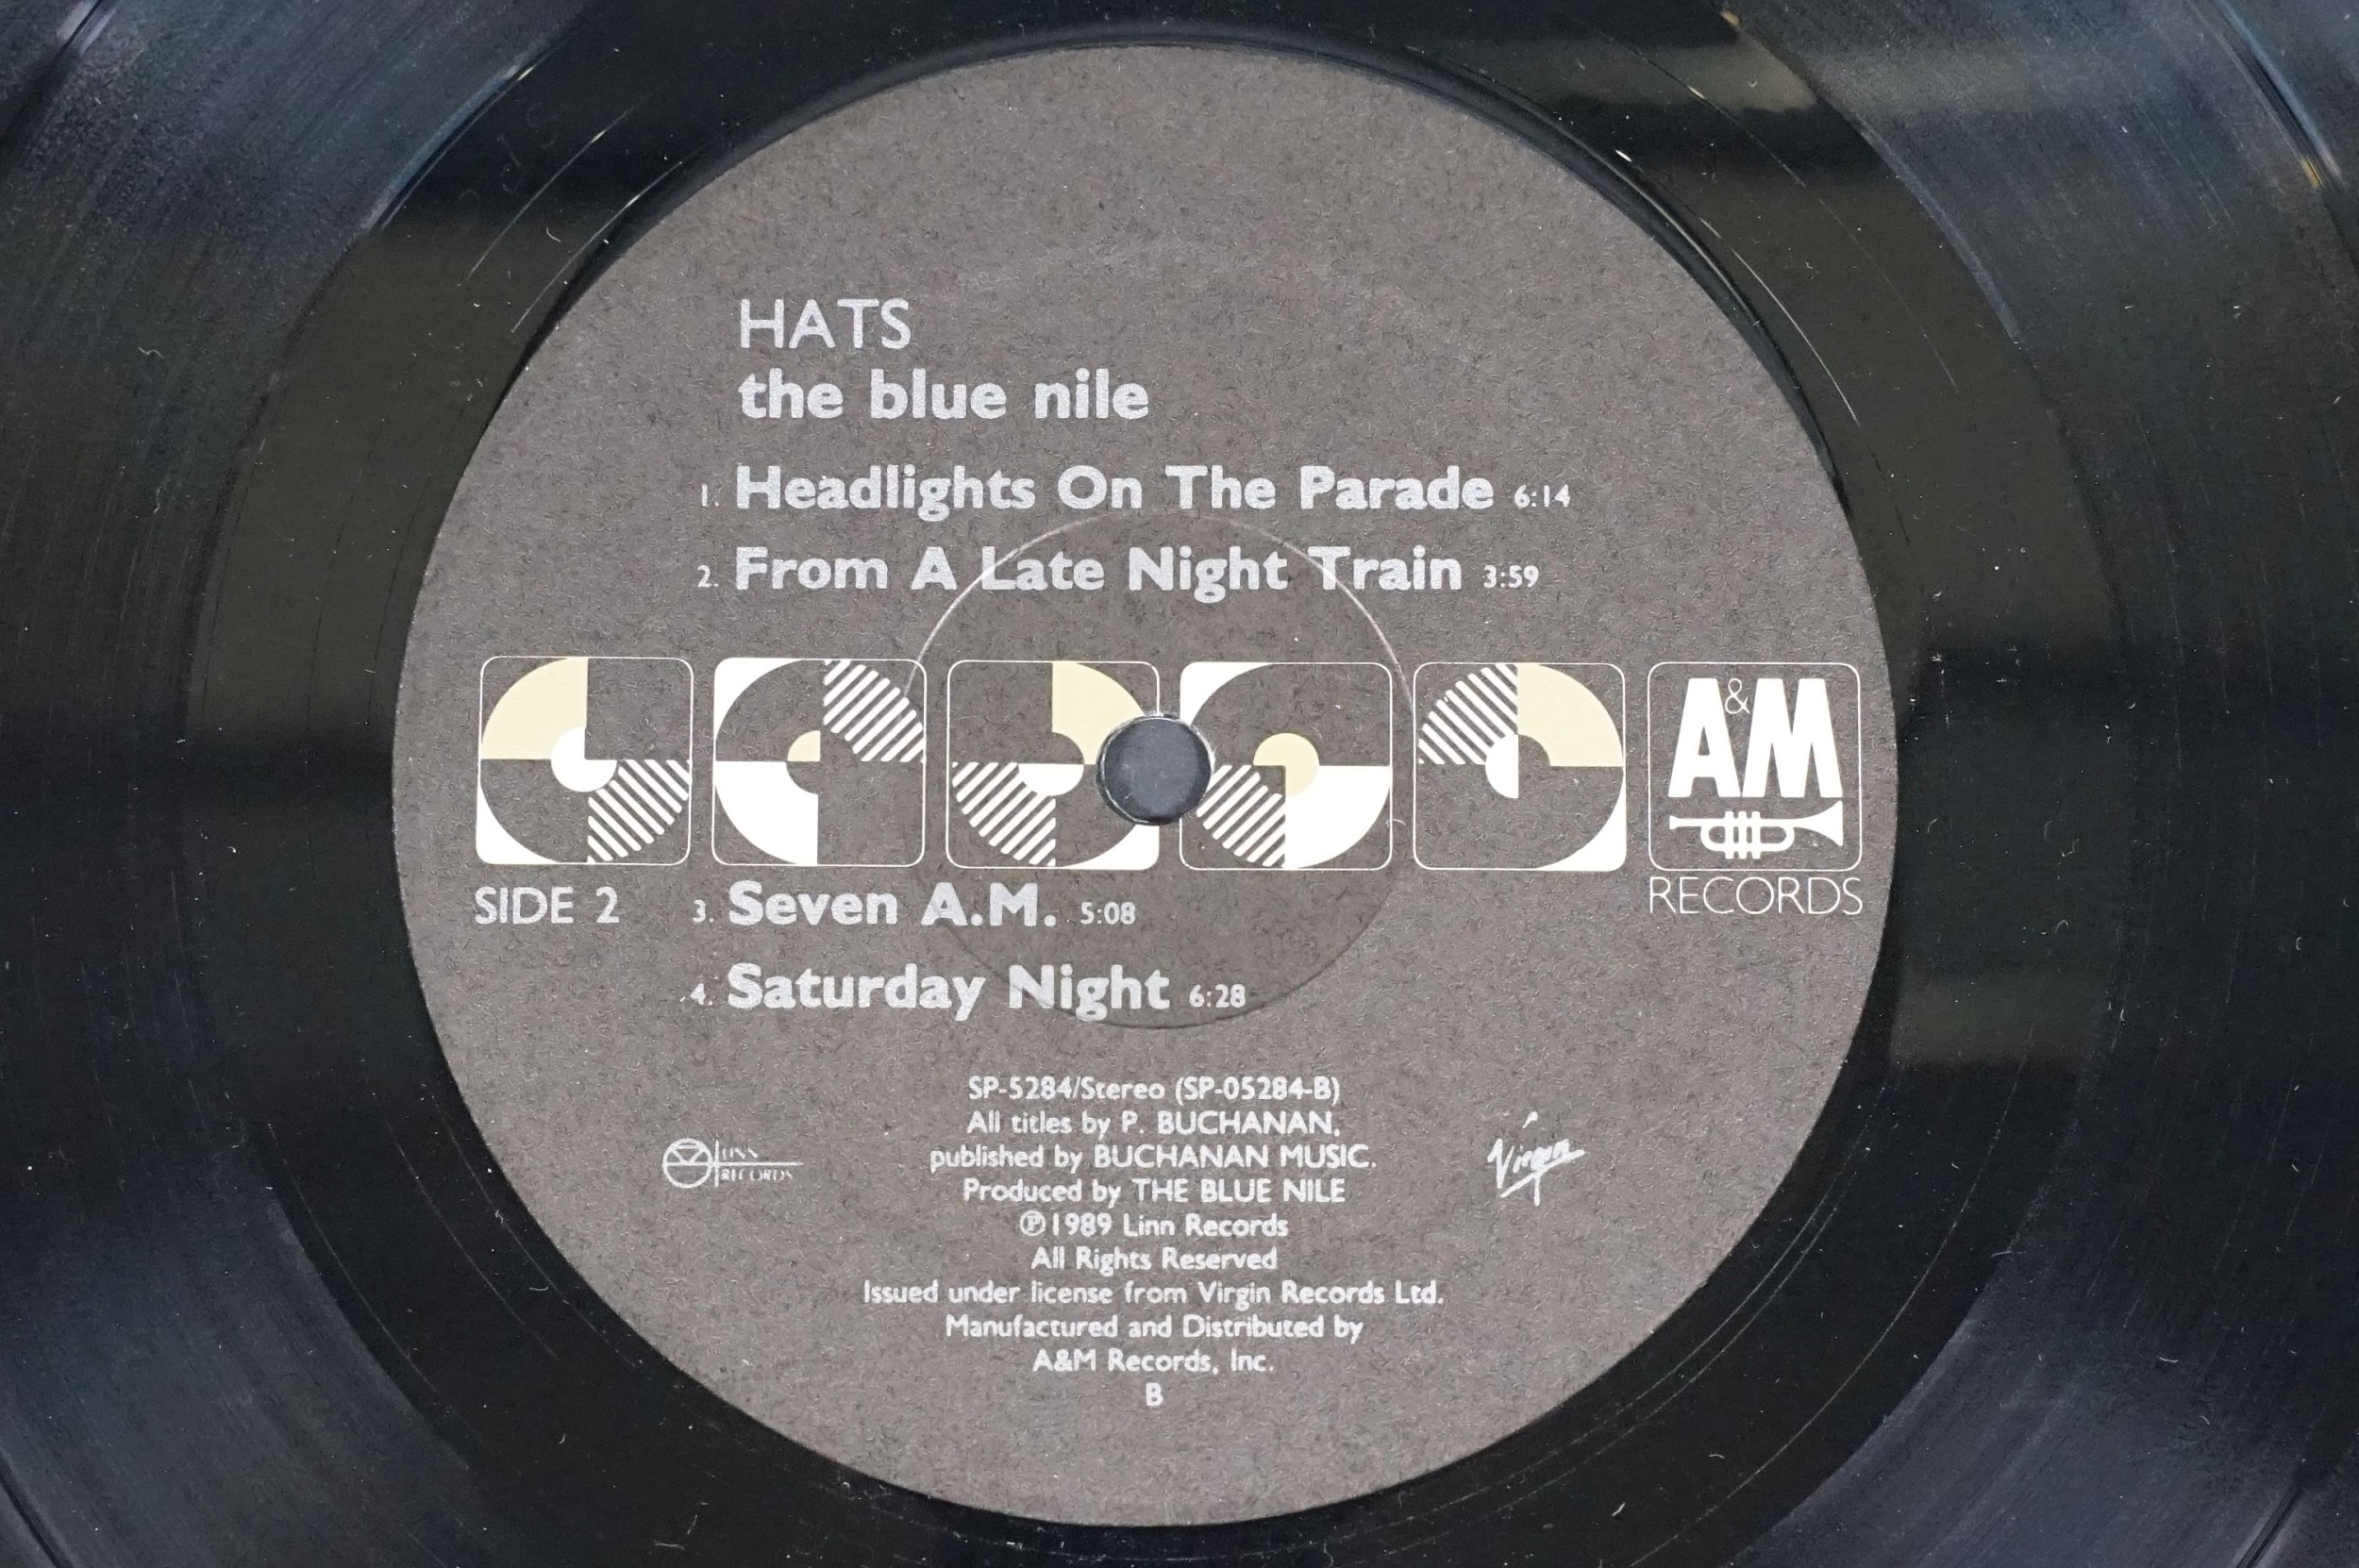 HATS
the blue nile
1. Headlights On The Parade 6:14
2. From A Late Night Train 3:59
A&M
RECORDS
SIDE 2
3. Seven A.M. 5:08
4. Saturday Night 6:28
SP-5284/Stereo (SP-05284-B)
All titles by P. BUCHANAN,
published by BUCHANAN MUSIC.
Produced by THE BLUE NILE
℗1989 Linn Records
All Rights Reserved
Issued under license from Virgin Records Ltd.
Manufactured and Distributed by
A&M Records, Inc.
B
LINN
RECORDS
Virgin